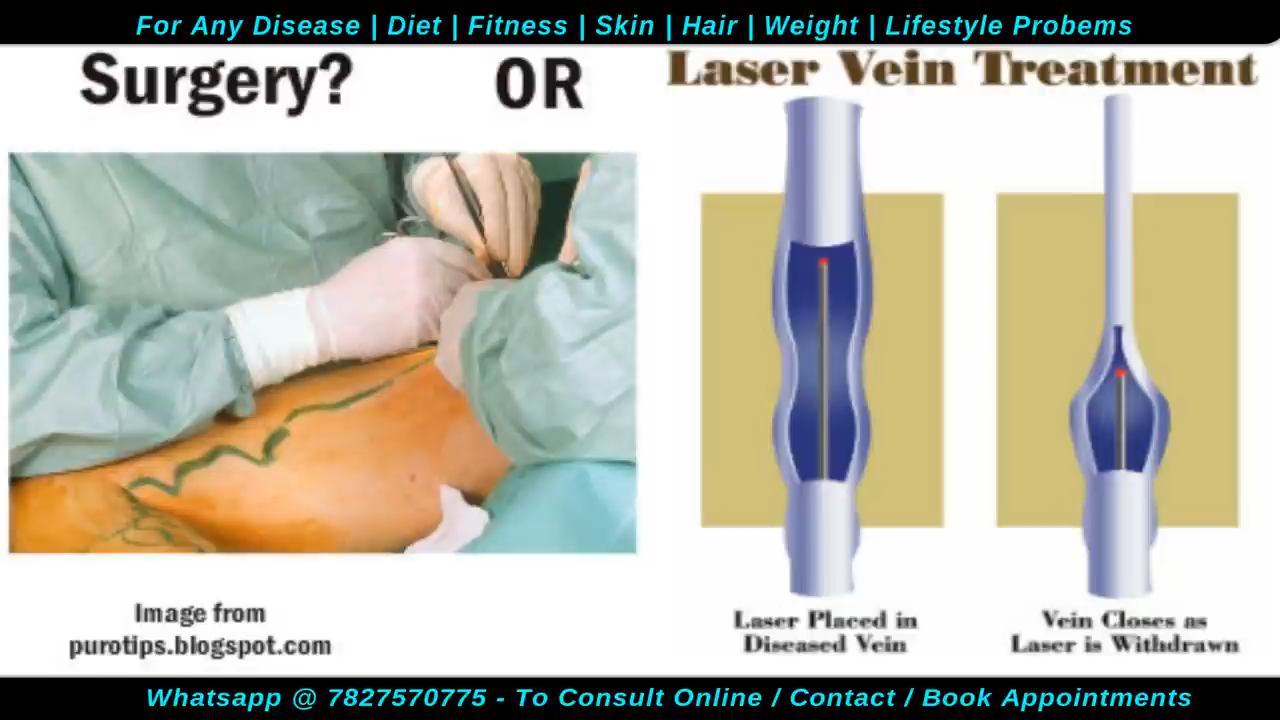 For Any Disease | Diet | Fitness | Skin | Hair | Weight | Lifestyle Probems
Surgery? OR
Laser Vein Treatment
Image from
purotips.blogspot.com
Laser Placed in
Diseased Vein
Vein Closes as
Laser is Withdrawn
Whatsapp @ 7827570775 - To Consult Online / Contact / Book Appointments